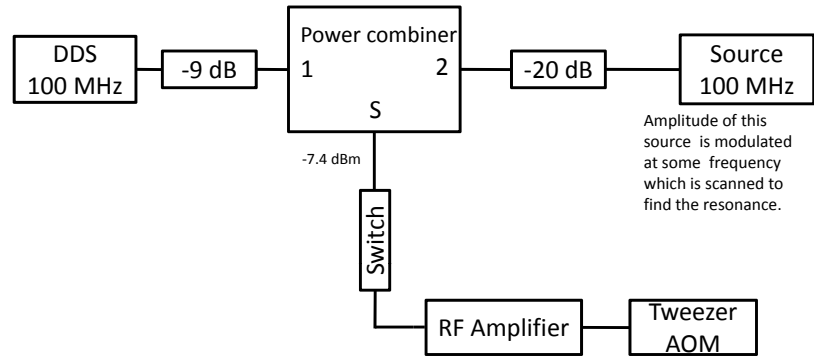 DDS
100 MHz
-9 dB
Power combiner
1
2
S
-20 dB
Source
100 MHz
Amplitude of this
source is modulated
at some frequency
which is scanned to
find the resonance.
-7.4 dBm
Switch
RF Amplifier
Tweezer
AOM